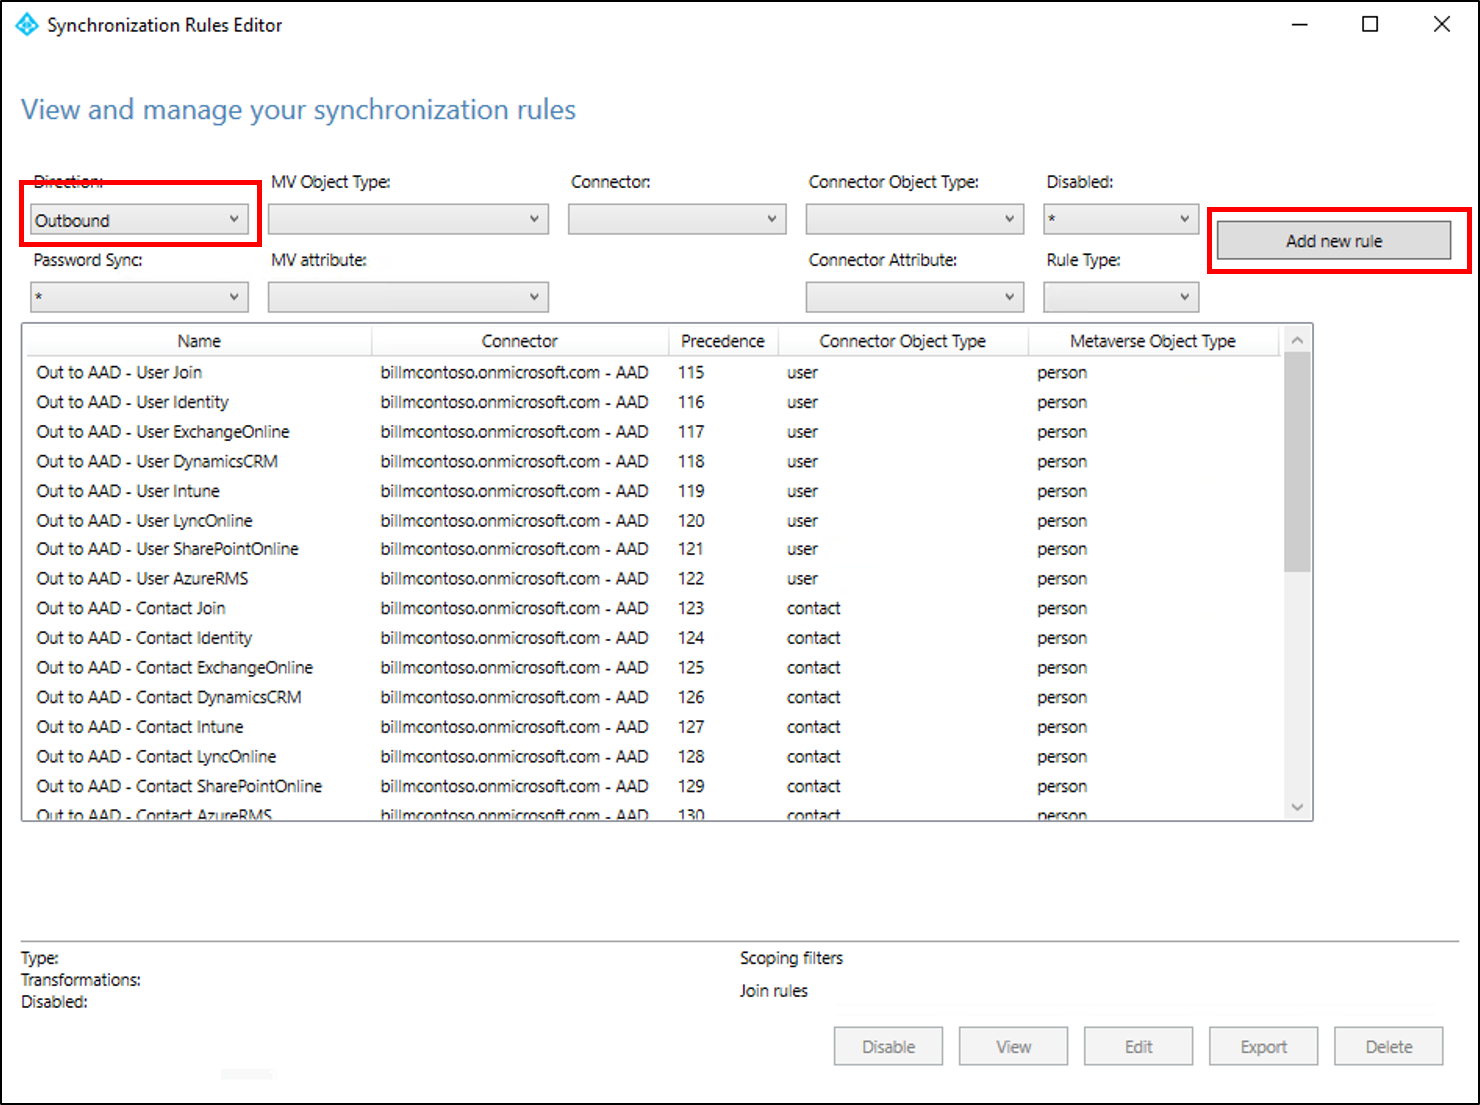 Synchronization Rules Editor
View and manage your synchronization rules
Direction: MV Object Type: Connector: Connector Object Type: Disabled:
Outbound *
Add new rule
Password Sync: MV attribute: Connector Attribute: Rule Type:
*
Name Connector Precedence Connector Object Type Metaverse Object Type
Out to AAD - User Join billmcontoso.onmicrosoft.com - AAD 115 user person
Out to AAD - User Identity billmcontoso.onmicrosoft.com - AAD 116 user person
Out to AAD - User ExchangeOnline billmcontoso.onmicrosoft.com - AAD 117 user person
Out to AAD - User DynamicsCRM billmcontoso.onmicrosoft.com - AAD 118 user person
Out to AAD - User Intune billmcontoso.onmicrosoft.com - AAD 119 user person
Out to AAD - User LyncOnline billmcontoso.onmicrosoft.com - AAD 120 user person
Out to AAD - User SharePointOnline billmcontoso.onmicrosoft.com - AAD 121 user person
Out to AAD - User AzureRMS billmcontoso.onmicrosoft.com - AAD 122 user person
Out to AAD - Contact Join billmcontoso.onmicrosoft.com - AAD 123 contact person
Out to AAD - Contact Identity billmcontoso.onmicrosoft.com - AAD 124 contact person
Out to AAD - Contact ExchangeOnline billmcontoso.onmicrosoft.com - AAD 125 contact person
Out to AAD - Contact DynamicsCRM billmcontoso.onmicrosoft.com - AAD 126 contact person
Out to AAD - Contact Intune billmcontoso.onmicrosoft.com - AAD 127 contact person
Out to AAD - Contact LyncOnline billmcontoso.onmicrosoft.com - AAD 128 contact person
Out to AAD - Contact SharePointOnline billmcontoso.onmicrosoft.com - AAD 129 contact person
Out to AAD - Contact AzureRMS billmcontoso.onmicrosoft.com - AAD 130 contact person
Type: Scoping filters
Transformations:
Join rules
Disabled:
Disable View Edit Export Delete